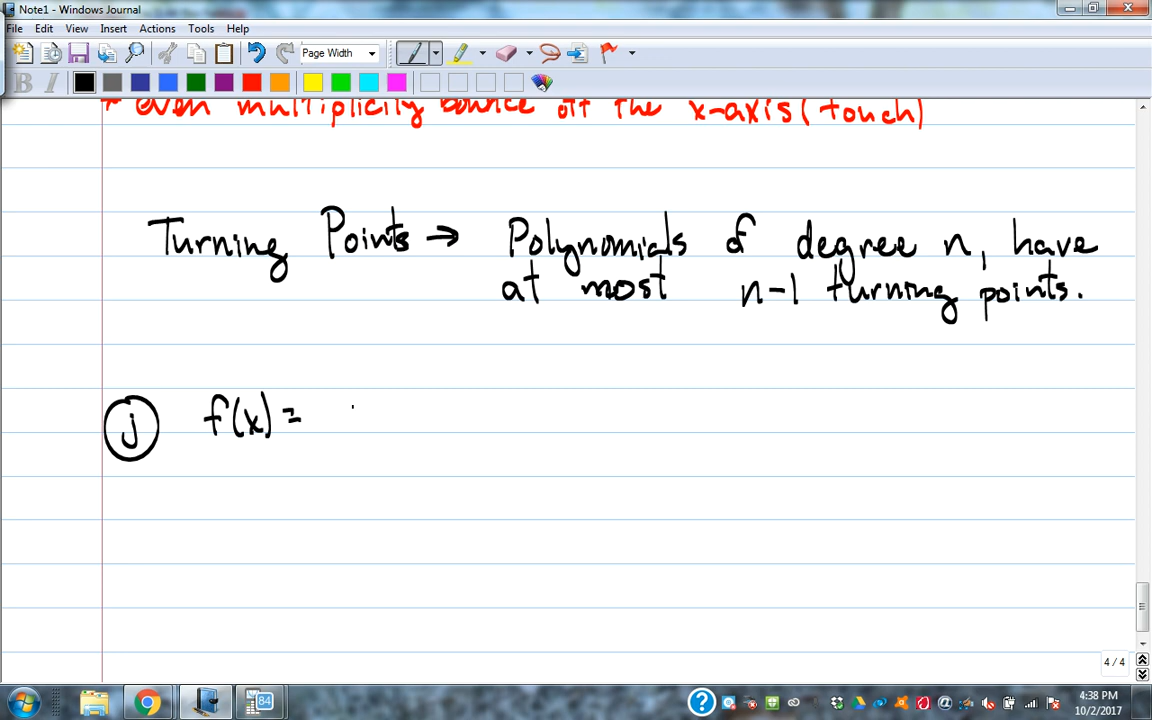 Note1 - Windows Journal
File Edit View Insert Actions Tools Help
Page Width
B I
* even multiplicity bounce off the x-axis (touch)
Turning Points → Polynomials of degree n, have
at most n-1 turning points.
j f(x) =
4 / 4
84
4:38 PM
10/2/2017